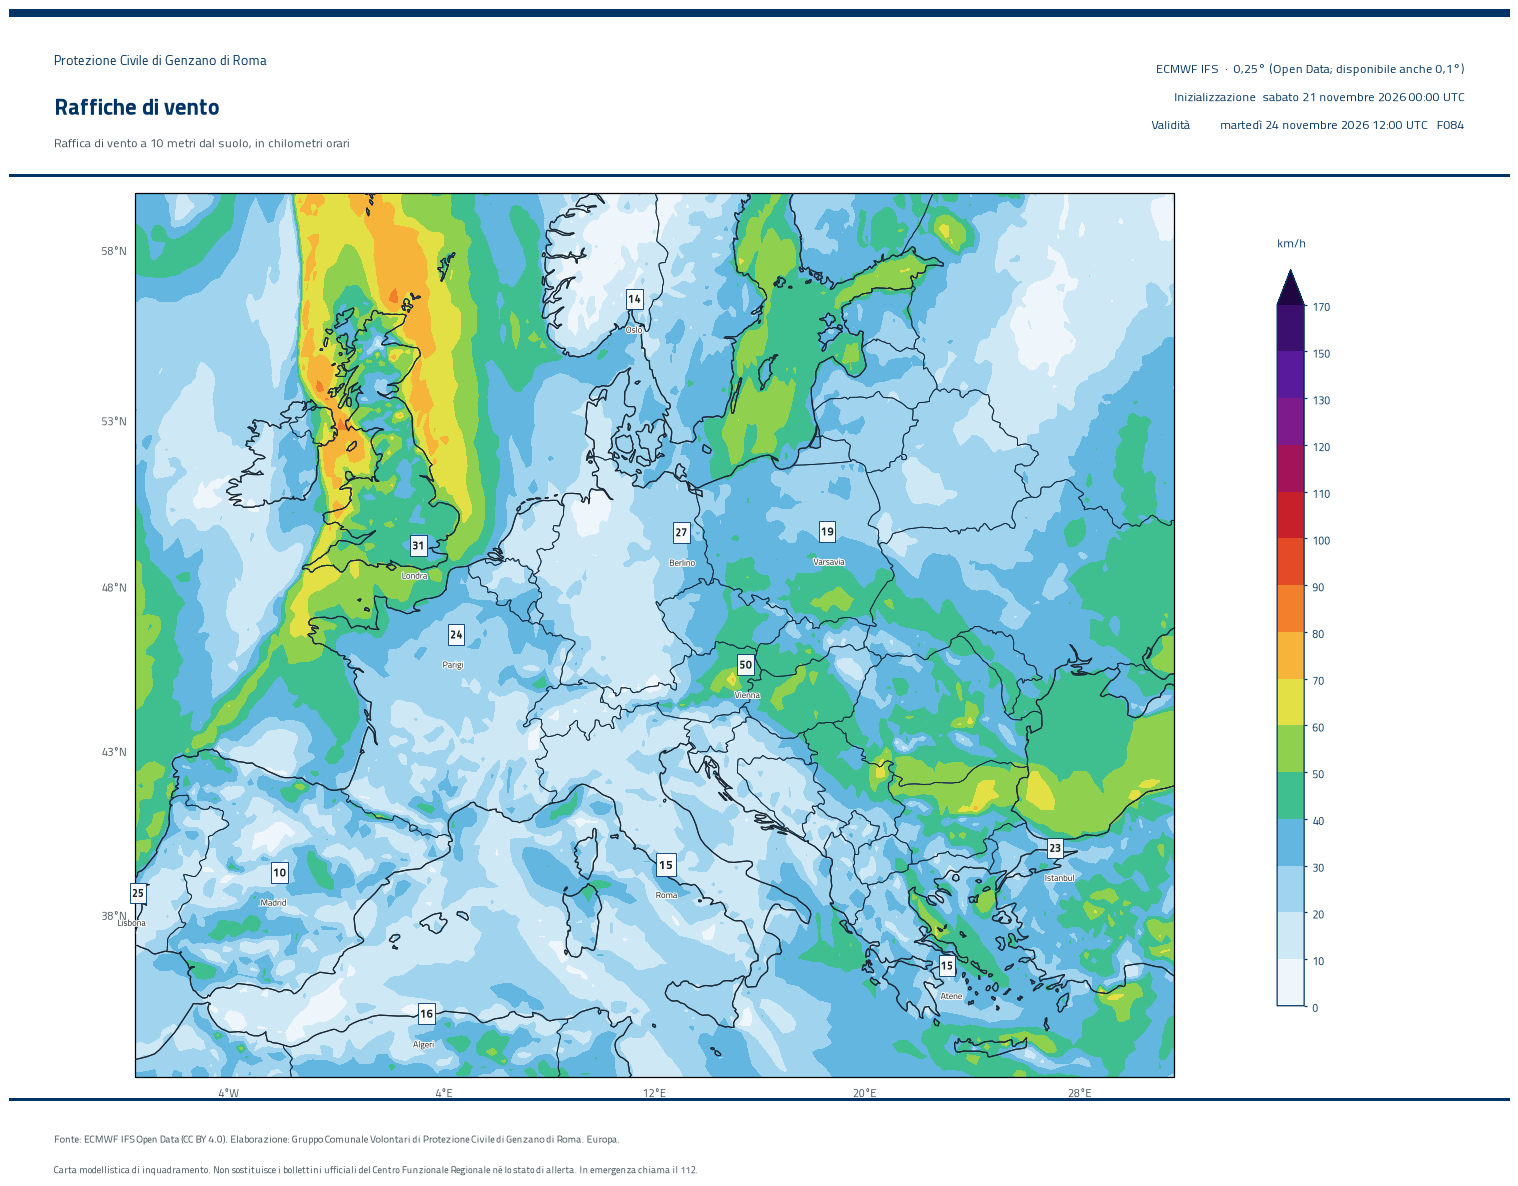 Protezione Civile di Genzano di Roma
Raffiche di vento
Raffica di vento a 10 metri dal suolo, in chilometri orari
ECMWF IFS · 0,25° (Open Data; disponibile anche 0,1°)
Inizializzazione sabato 21 novembre 2026 00:00 UTC
Validità martedì 24 novembre 2026 12:00 UTC F084
58°N
53°N
48°N
43°N
38°N
4°W
4°E
12°E
20°E
28°E
14
Oslo
31
Londra
27
Berlino
19
Varsavia
24
Parigi
50
Vienna
10
Madrid
25
Lisbona
15
Roma
23
Istanbul
15
Atene
16
Algeri
km/h
170
150
130
120
110
100
90
80
70
60
50
40
30
20
10
0
Fonte: ECMWF IFS Open Data (CC BY 4.0). Elaborazione: Gruppo Comunale Volontari di Protezione Civile di Genzano di Roma. Europa.
Carta modellistica di inquadramento. Non sostituisce i bollettini ufficiali del Centro Funzionale Regionale né lo stato di allerta. In emergenza chiama il 112.